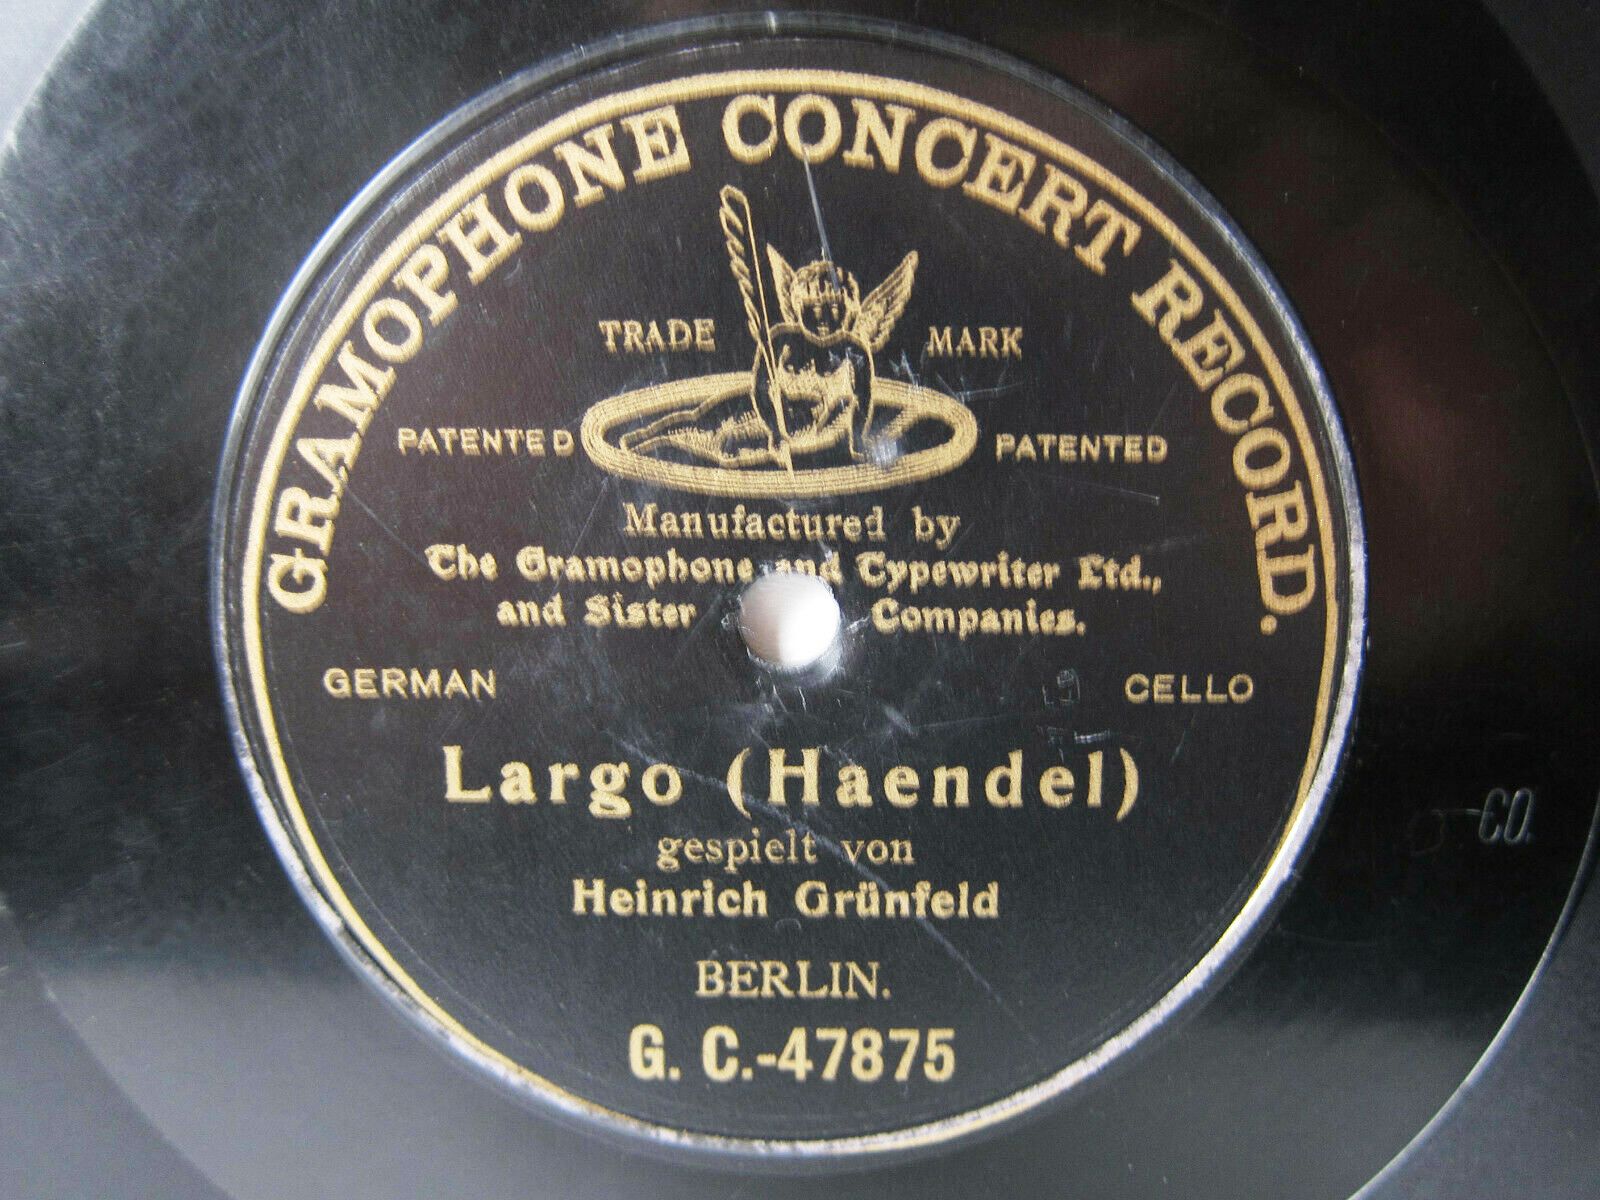 GRAMOPHONE CONCERT RECORD.
TRADE MARK
PATENTED PATENTED
Manufactured by
The Gramophone and Typewriter Ltd.,
and Sister Companies.
GERMAN CELLO
Largo (Haendel)
gespielt von
Heinrich Grünfeld
BERLIN.
G. C.-47875
CO.